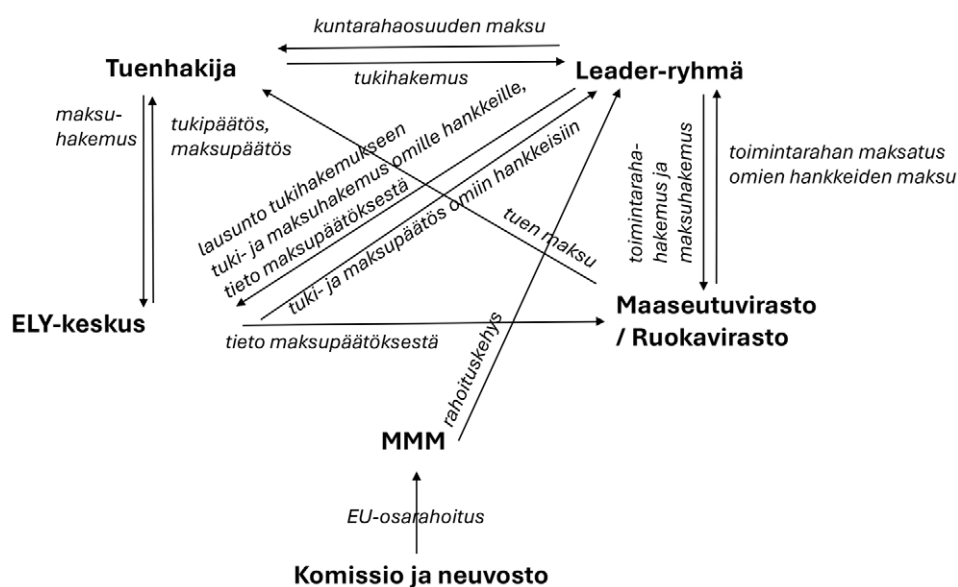 kuntarahaosuuden maksu
Tuenhakija
tukihakemus
Leader-ryhmä
maksu-
hakemus
tukipäätös,
maksupäätös
lausunto tukihakemukseen
tuki- ja maksuhakemus omille hankkeille,
tieto maksupäätöksestä
tuki- ja maksupäätös omiin hankkeisiin
tuen maksu
toimintaraha-
hakemus ja
maksuhakemus
toimintarahan maksatus
omien hankkeiden maksu
ELY-keskus
tieto maksupäätöksestä
Maaseutuvirasto
/ Ruokavirasto
rahoituskehys
MMM
EU-osarahoitus
Komissio ja neuvosto